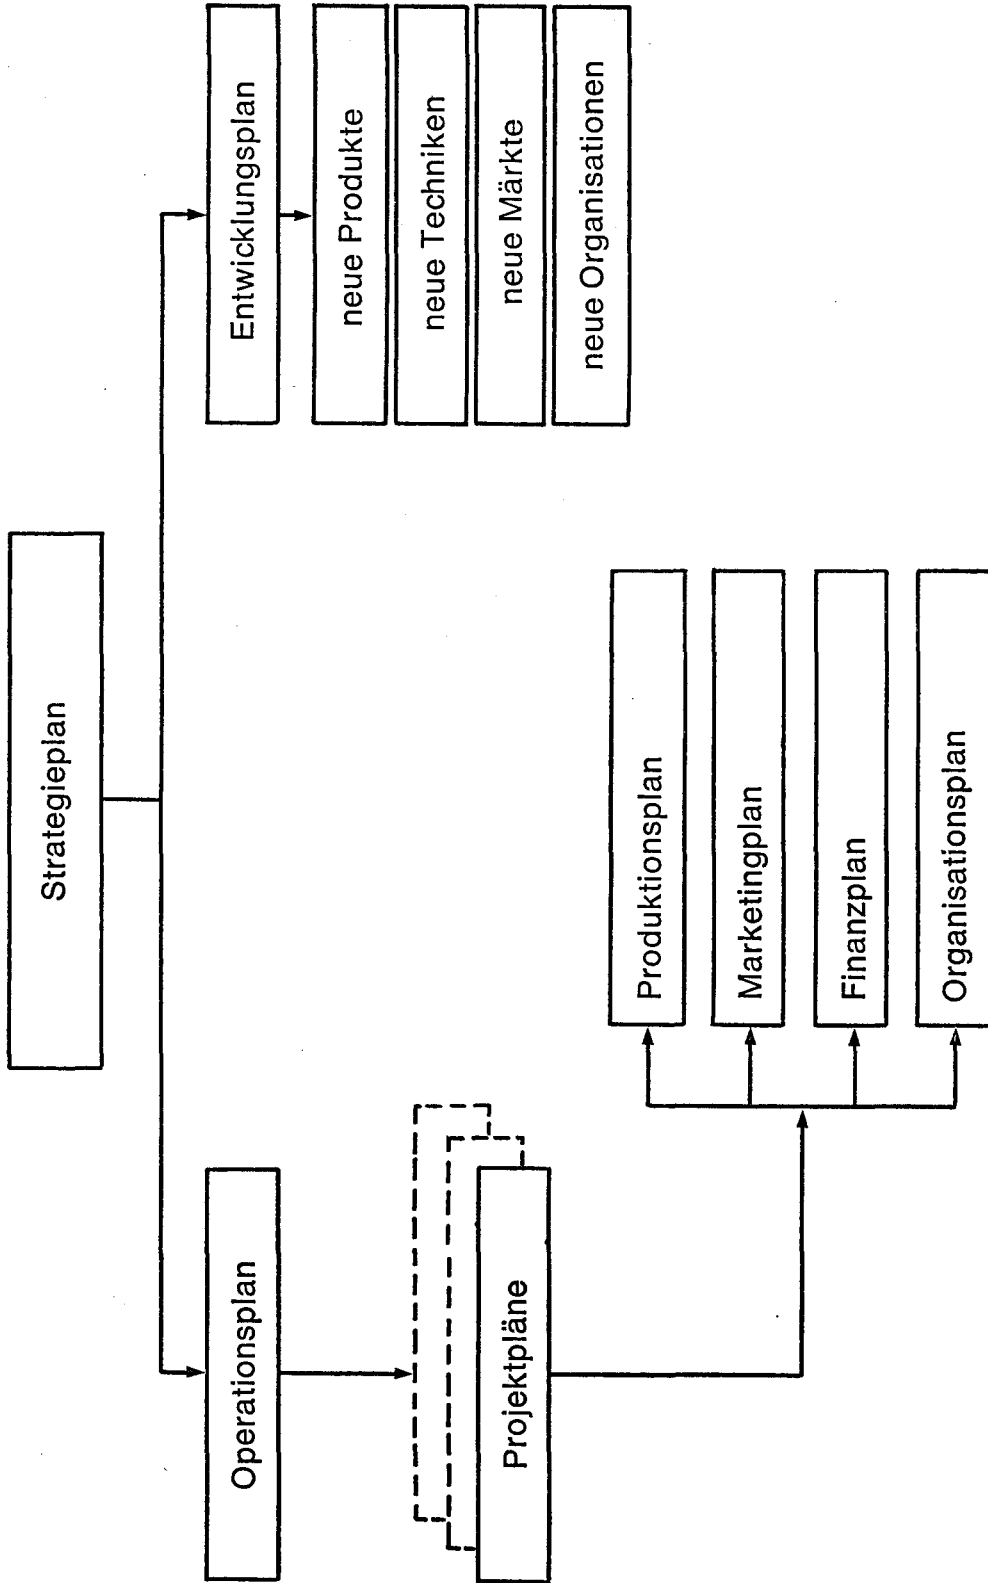 Strategieplan
Operationsplan
Entwicklungsplan
neue Produkte
neue Techniken
neue Märkte
neue Organisationen
Projektpläne
Produktionsplan
Marketingplan
Finanzplan
Organisationsplan